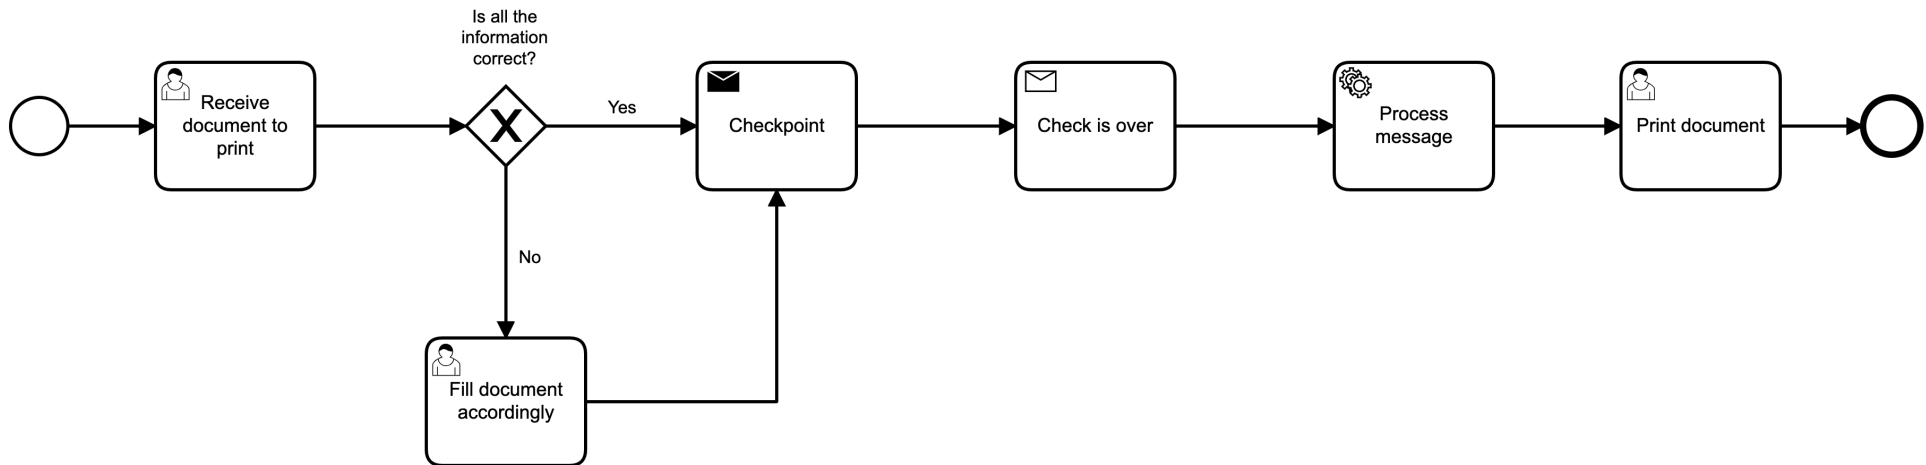 Is all the
information
correct?
Receive
document to
print
Yes
Checkpoint
Check is over
Process
message
Print document
No
Fill document
accordingly